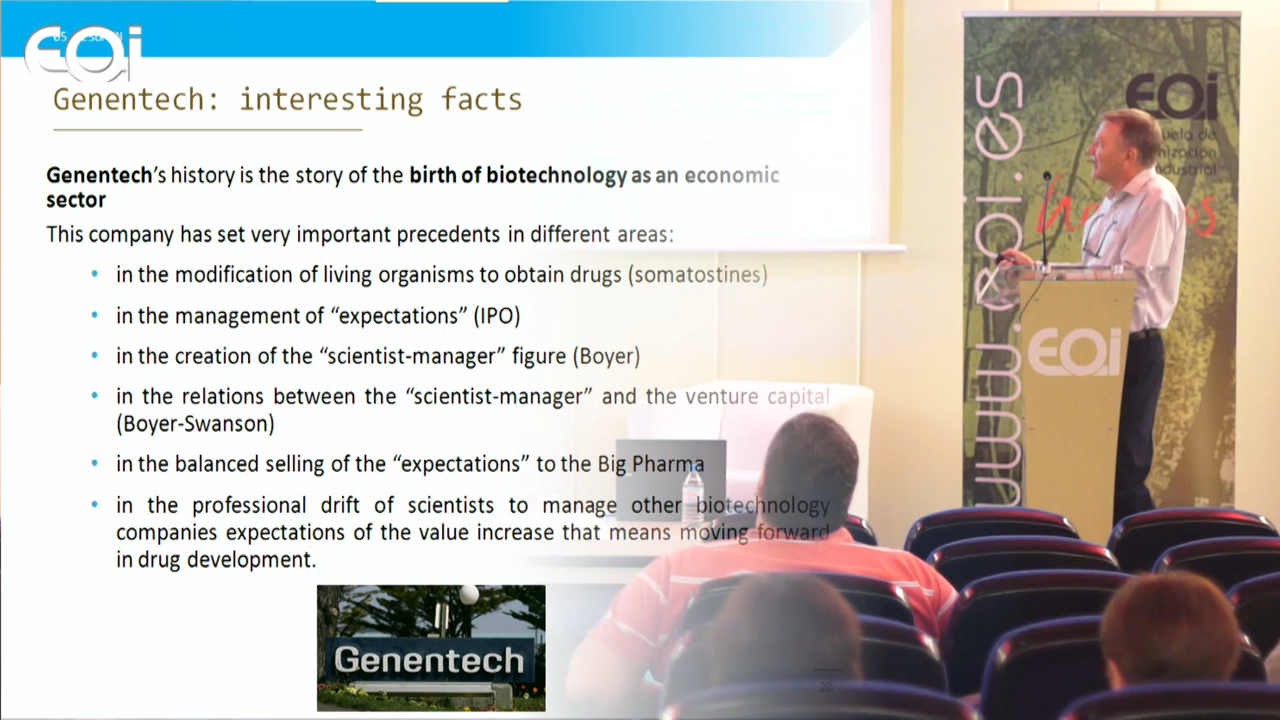 EOi
Genentech: interesting facts
Genentech's history is the story of the birth of biotechnology as an economic
sector
This company has set very important precedents in different areas:
• in the modification of living organisms to obtain drugs (somatostines)
• in the management of “expectations” (IPO)
• in the creation of the “scientist-manager” figure (Boyer)
• in the relations between the “scientist-manager” and the venture capital
(Boyer-Swanson)
• in the balanced selling of the “expectations” to the Big Pharma
• in the professional drift of scientists to manage other biotechnology
companies expectations of the value increase that means moving forward
in drug development.
Genentech
20
www.eoi.es
EOi
EOi